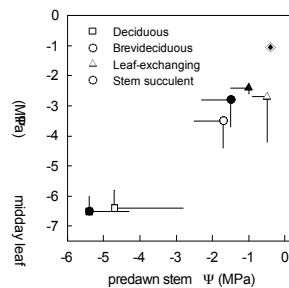 0
-1
-2
-3
-4
-5
-6
-7
Deciduous
Brevideciduous
Leaf-exchanging
Stem succulent
midday leaf
-6 -5 -4 -3 -2 -1 0
predawn stem Ψ (MPa)